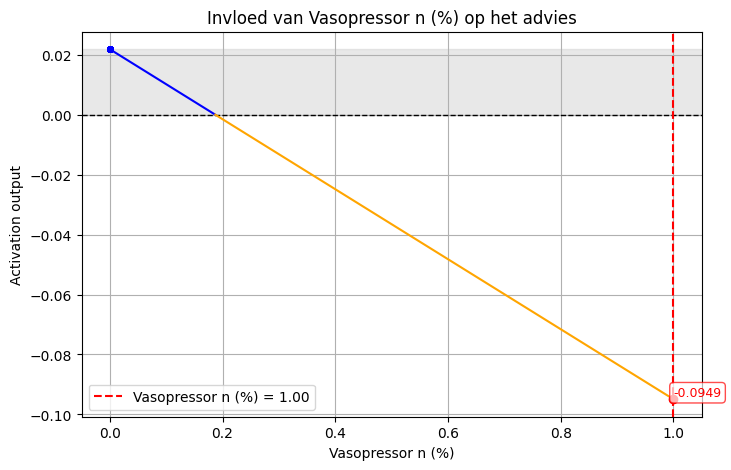 Invloed van Vasopressor n (%) op het advies
Activation output
0.02
0.00
−0.02
−0.04
−0.06
−0.08
−0.10
-0.0949
Vasopressor n (%) = 1.00
0.0 0.2 0.4 0.6 0.8 1.0
Vasopressor n (%)